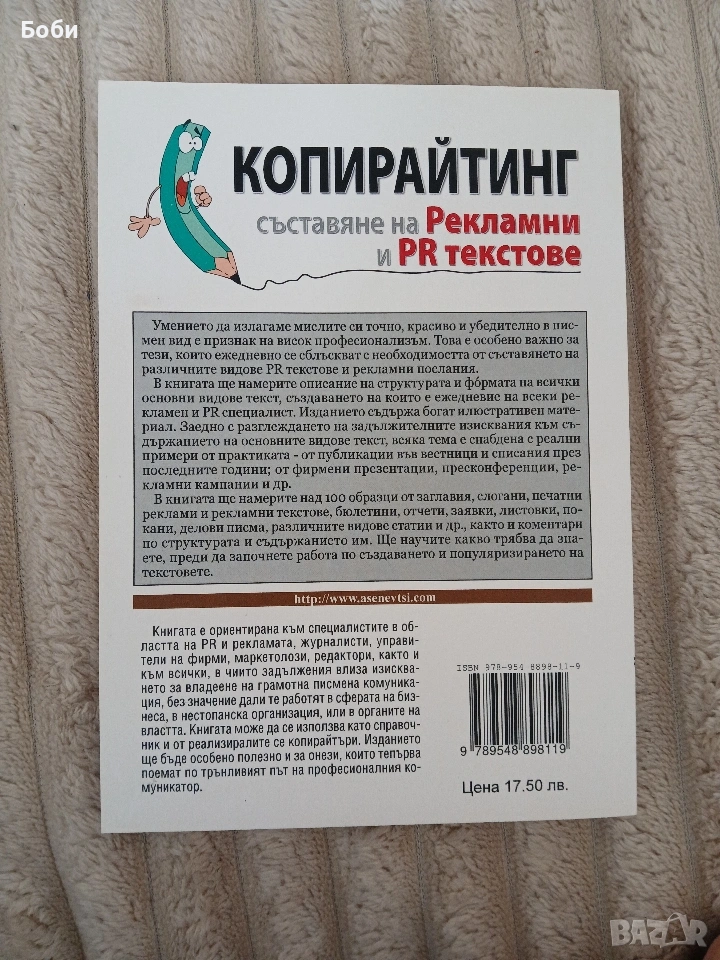 Боби
КОПИРАЙТИНГ
съставяне на Рекламни
и PR текстове
Умението да излагаме мислите си точно, красиво и убедително в пис-
мен вид е признак на висок професионализъм. Това е особено важно за
тези, които ежедневно се сблъскват с необходимостта от съставянето на
различните видове PR текстове и рекламни послания.
В книгата ще намерите описание на структурата и формата на всички
основни видове текст, създаването на които е ежедневие на всеки ре-
кламен и PR специалист. Изданието съдържа богат илюстративен мате-
риал. Заедно с разглеждането на задължителните изисквания към съ-
държанието на основните видове текст, всяка тема е снабдена с реални
примери от практиката - от публикации във вестници и списания през
последните години; от фирмени презентации, пресконференции, ре-
кламни кампании и др.
В книгата ще намерите над 100 образци от заглавия, слогани, печатни
реклами и рекламни текстове, бюлетини, отчети, заявки, листовки, по-
кани, делови писма, различните видове статии и др., както и коментари
по структурата и съдържанието им. Ще научите какво трябва да зна-
ете, преди да започнете работа по създаването и популяризирането на
текстовете.
http://www.asenevtsi.com
Книгата е ориентирана към специалистите в об-
ластта на PR и рекламата, журналисти, управи-
тели на фирми, маркетолози, редактори, както и
към всички, в чиито задължения влиза изисква-
нето за владеене на грамотна писмена комуника-
ция, без значение дали те работят в сферата на биз-
неса, в нестопанска организация, или в органите на
властта. Книгата може да се използва като справоч-
ник и от реализиралите се копирайтъри. Изданието
ще бъде особено полезно и за онези, които тепърва
поемат по трънливият път на професионалния ко-
муникатор.
ISBN 978-954 8898-11-9
9 789548 898119
Цена 17.50 лв.
BAZAR